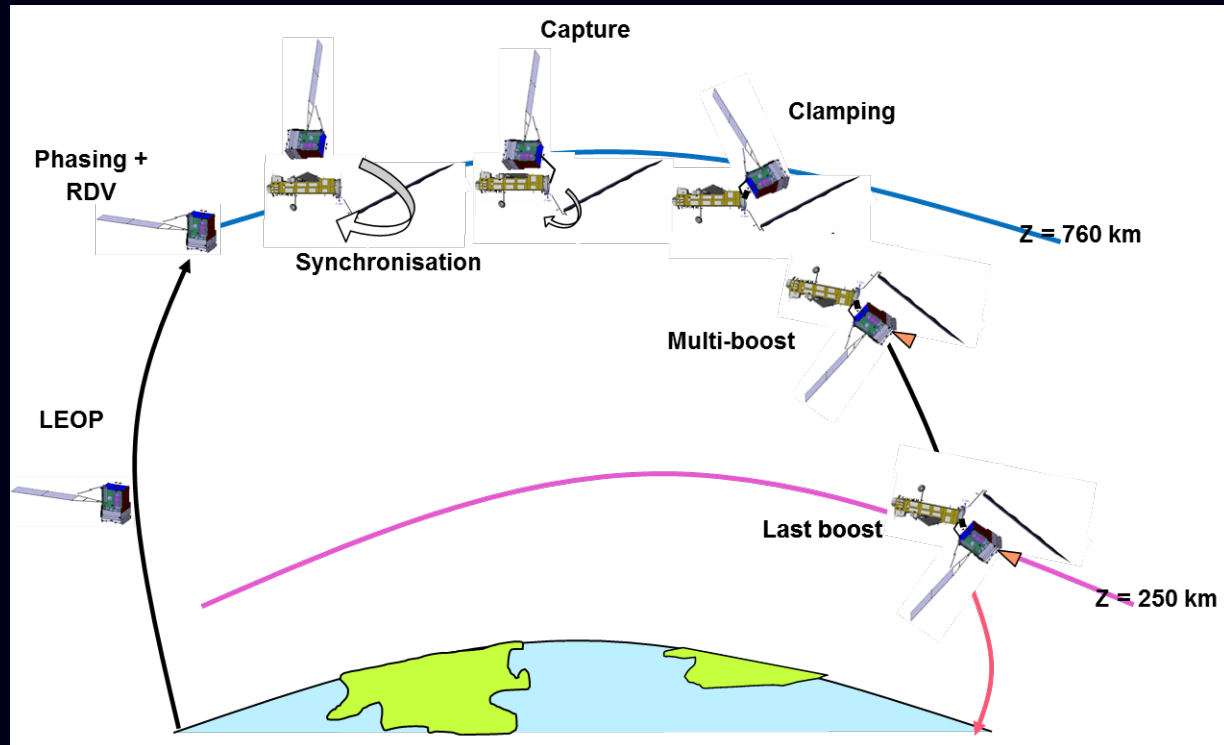 Capture
Clamping
Phasing +
RDV
Synchronisation
Z = 760 km
Multi-boost
LEOP
Last boost
Z = 250 km